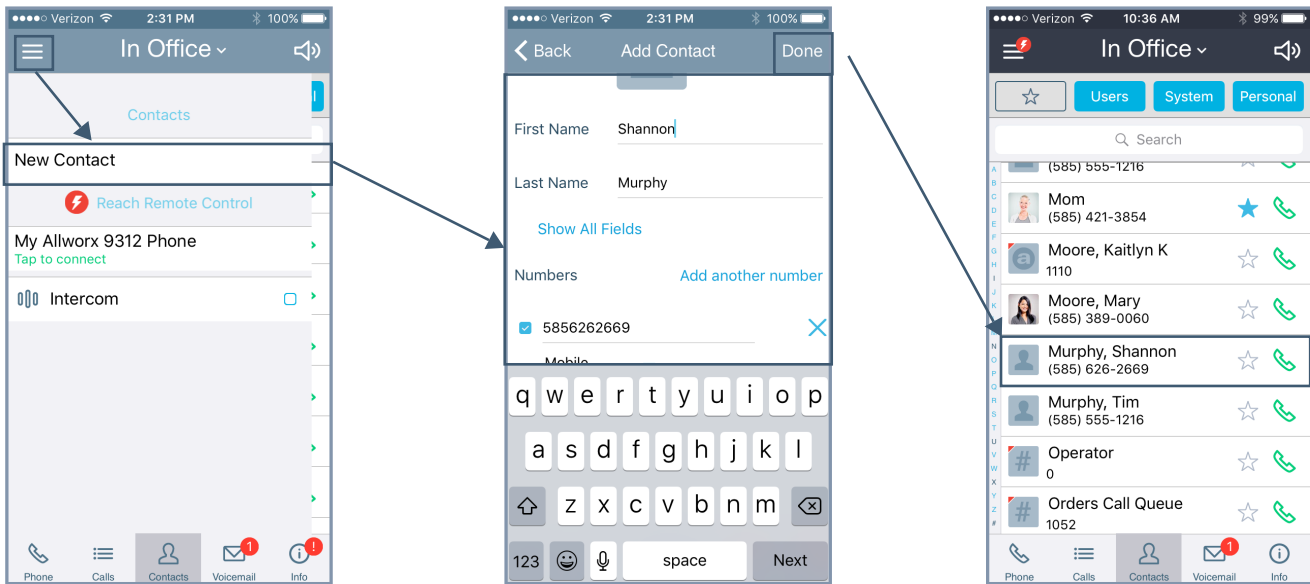 Verizon 2:31 PM 100%
In Office
Contacts
New Contact
Reach Remote Control
My Allworx 9312 Phone
Tap to connect
Intercom
Phone Calls Contacts Voicemail 1 Info !
Verizon 2:31 PM 100%
Back Add Contact Done
First Name Shannon
Last Name Murphy
Show All Fields
Numbers Add another number
5856262669
Mobile
q w e r t y u i o p
a s d f g h j k l
z x c v b n m
123 space Next
Verizon 10:36 AM 99%
In Office
Users System Personal
Search
(585) 555-1216
Mom
(585) 421-3854
Moore, Kaitlyn K
a
1110
Moore, Mary
(585) 389-0060
Murphy, Shannon
(585) 626-2669
Murphy, Tim
(585) 555-1216
Operator
#
0
Orders Call Queue
#
1052
A
B
C
D
E
F
G
H
I
J
K
N
O
P
Q
R
S
T
U
V
W
X
Y
Z
#
Phone Calls Contacts Voicemail 1 Info